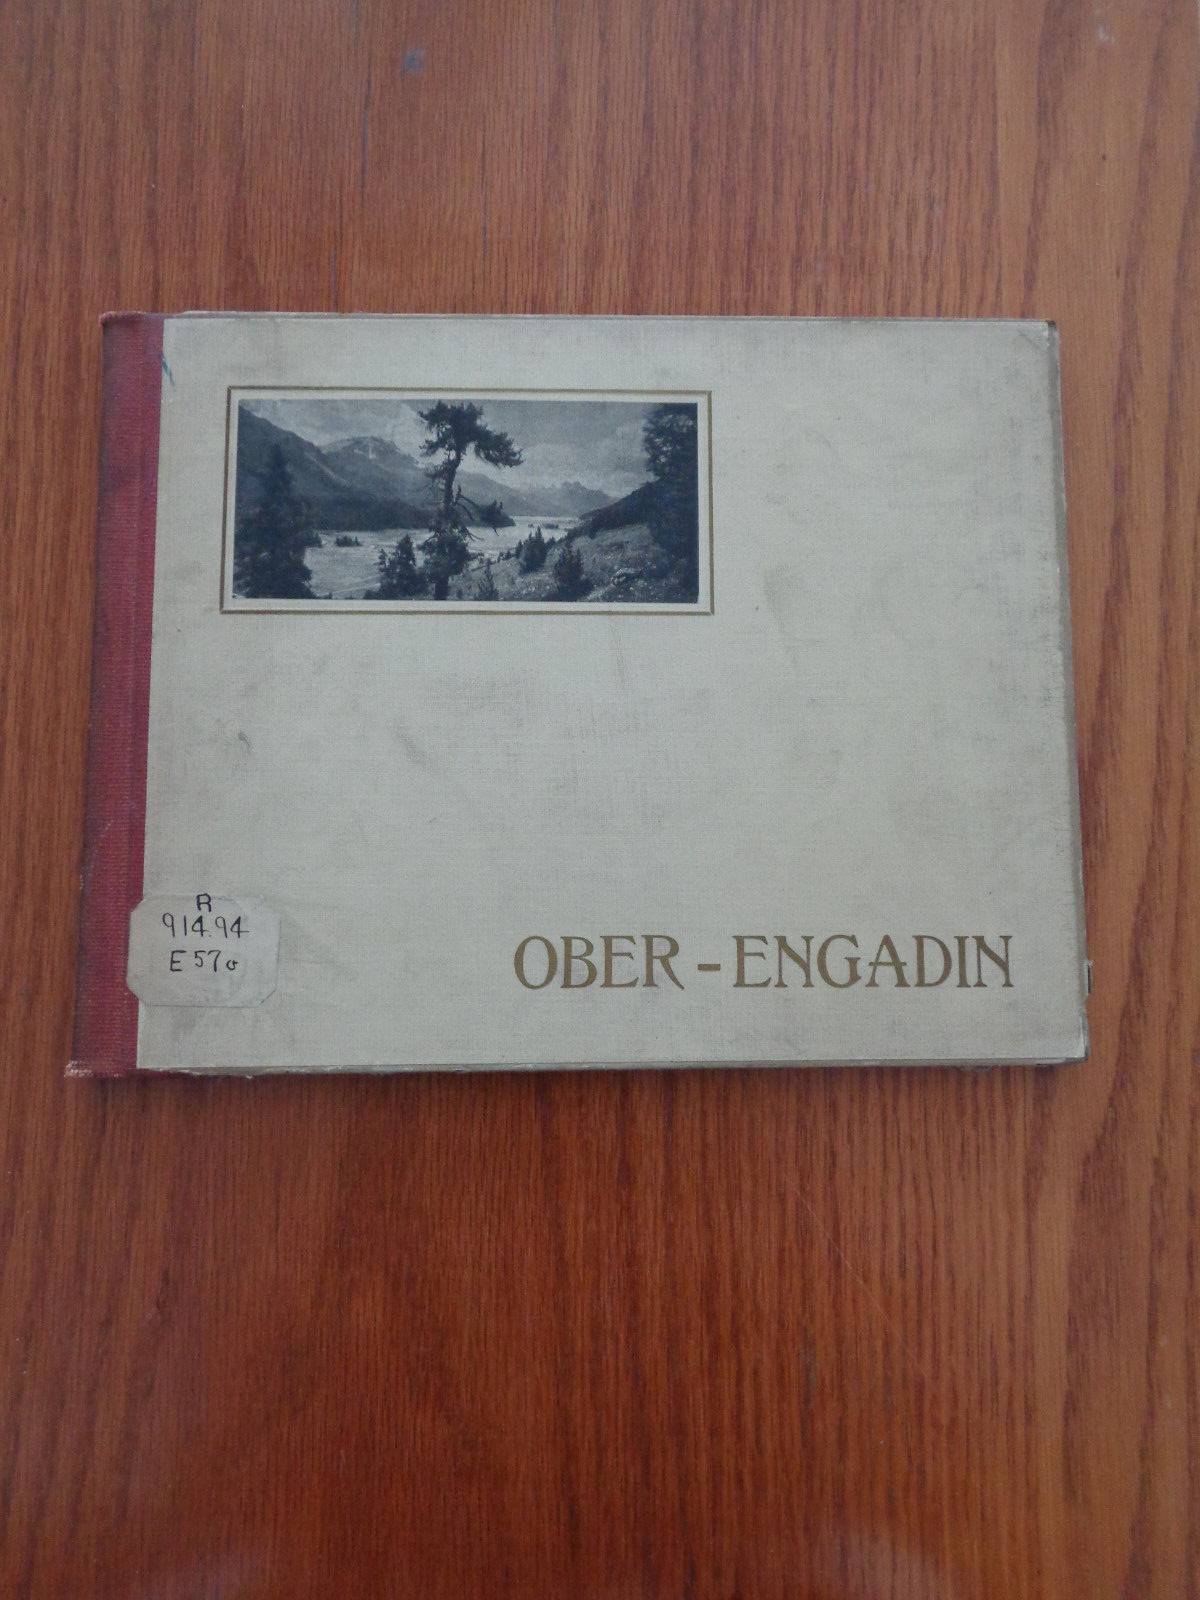 R
914.94
E57o
OBER-ENGADIN